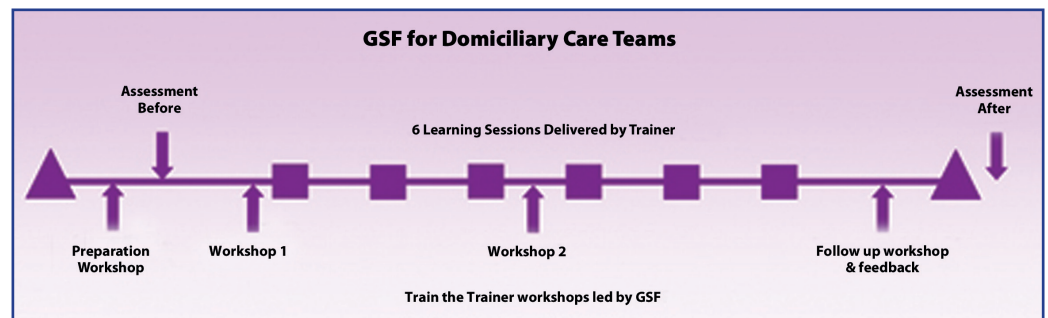 GSF for Domiciliary Care Teams
Assessment
Before
Assessment
After
6 Learning Sessions Delivered by Trainer
Preparation
Workshop
Workshop 1
Workshop 2
Follow up workshop
& feedback
Train the Trainer workshops led by GSF